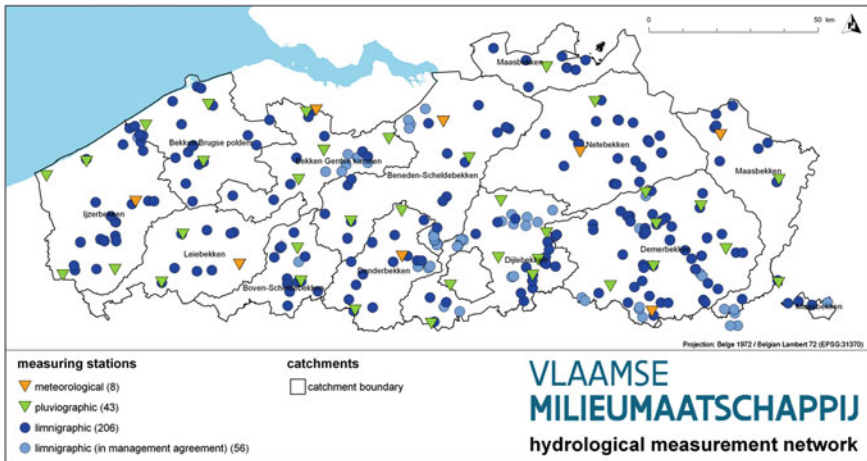 0 50 km
Maasbekken
Bekken Brugse polders
Bekken Gentse kanalen
Netebekken
Beneden-Scheldebekken
Maasbekken
Ijzerbekken
Leiebekken
Denderbekken
Dijlebekken
Demerbekken
Boven-Scheldebekken
Maasbekken
Projection: Belge 1972 / Belgian Lambert 72 (EPSG:31370)
measuring stations
meteorological (8)
pluviographic (43)
limnigraphic (206)
limnigraphic (in management agreement) (56)
catchments
catchment boundary
VLAAMSE
MILIEUMAATSCHAPPIJ
hydrological measurement network